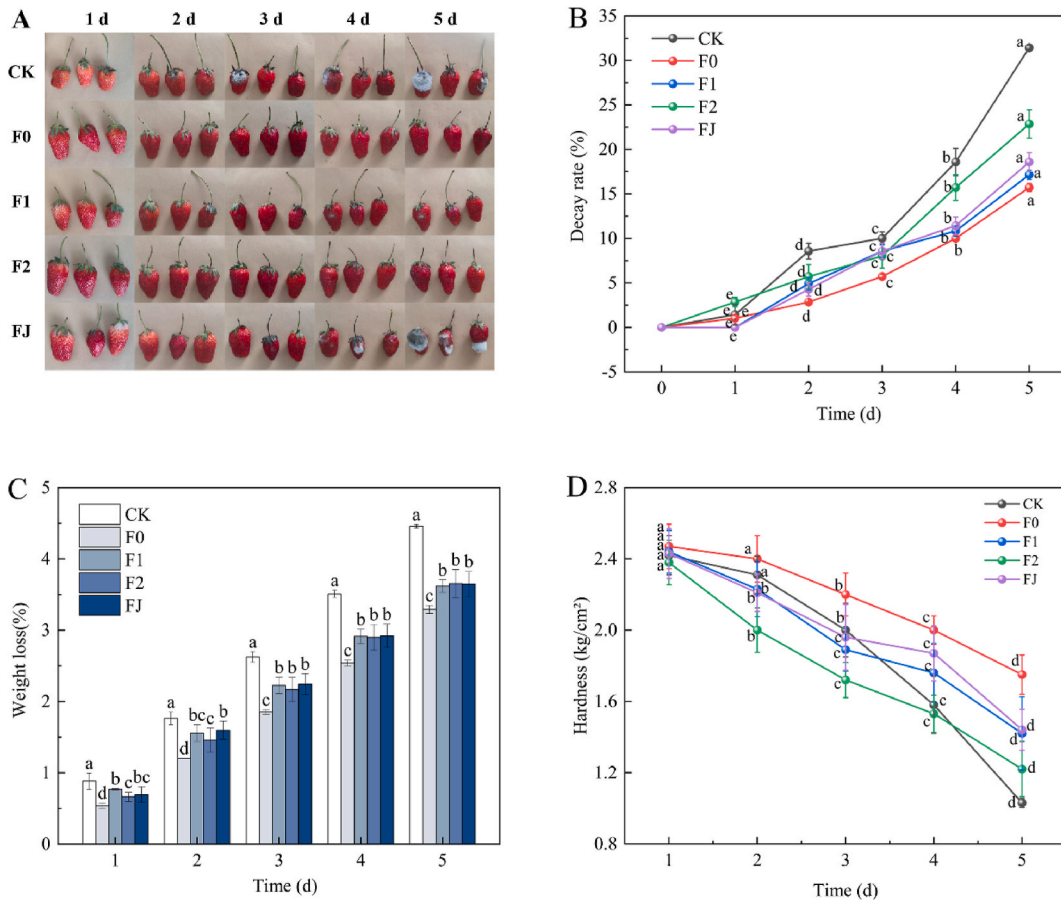 A
1 d 2 d 3 d 4 d 5 d
CK
F0
F1
F2
FJ
B
CK
F0
F1
F2
FJ
Decay rate (%)
35
30
25
20
15
10
5
0
-5
e e e e
d d d d d
c c c c c
b b b b b
a a a a a
0 1 2 3 4 5
Time (d)
C
CK
F0
F1
F2
FJ
Weight loss(%)
5
4
3
2
1
0
a d b c bc
a d bc c b
a c b b b
a c b b b
a c b b b
1 2 3 4 5
Time (d)
D
CK
F0
F1
F2
FJ
Hardness (kg/cm²)
2.8
2.4
2.0
1.6
1.2
0.8
a a a a a
a a b b b
b b c c c
c c c c c
d d d d d
1 2 3 4 5
Time (d)